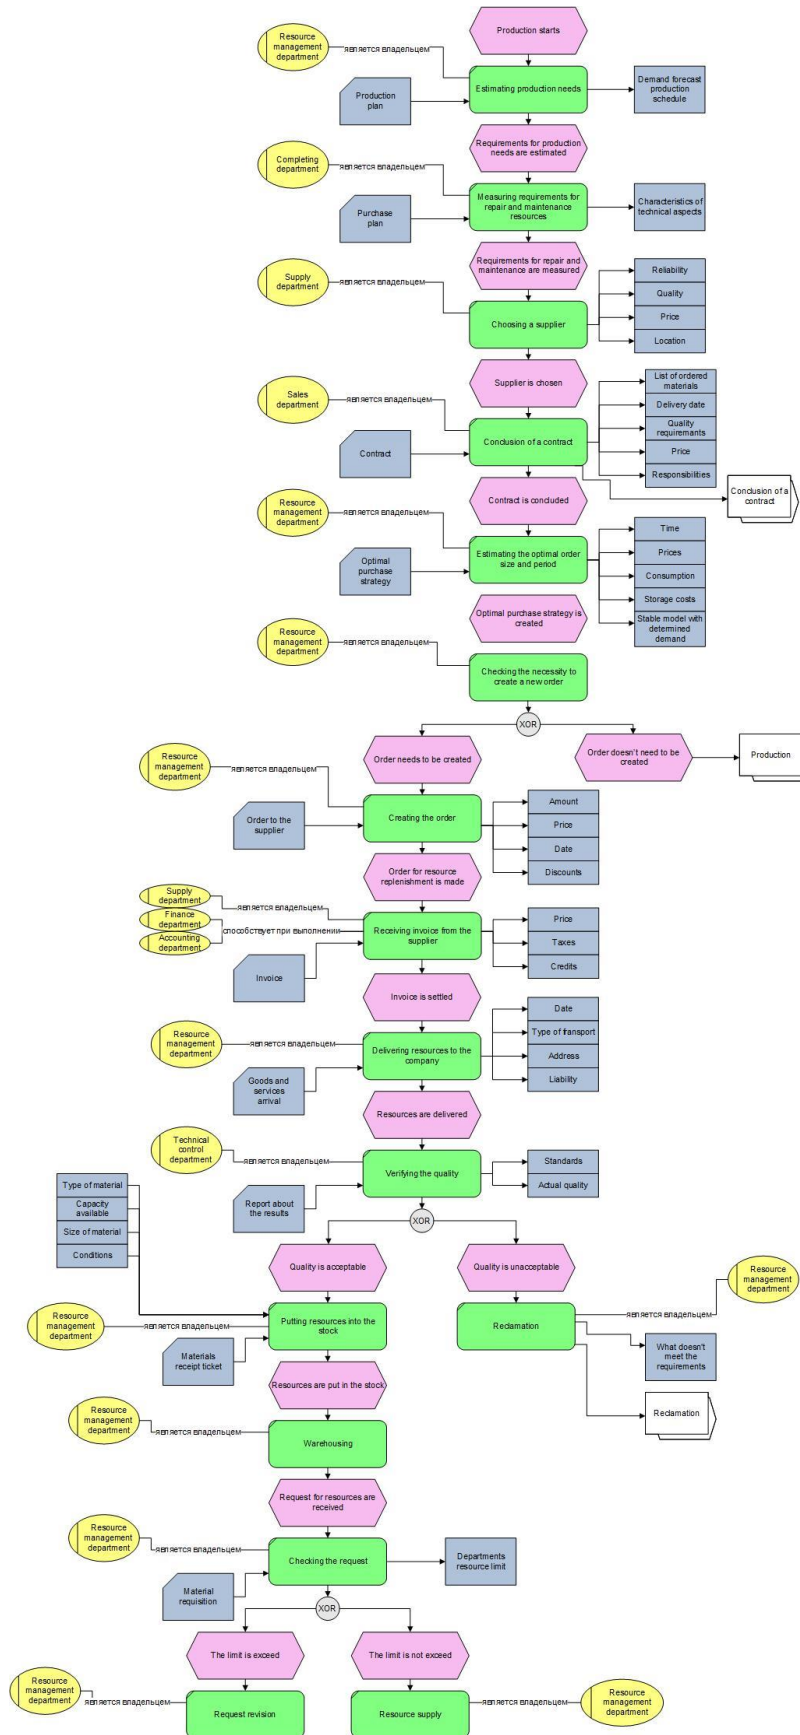 Resource
management
department
является владельцем
Production starts
Production
plan
Estimating production needs
Demand forecast
production
schedule
Requirements for production
needs are estimated
Completing
department
является владельцем
Purchase
plan
Measuring requirements for
repair and maintenance
resources
Characteristics of
technical aspects
Requirements for repair and
maintenance are measured
Supply
department
является владельцем
Choosing a supplier
Reliability
Quality
Price
Location
Supplier is chosen
Sales
department
является владельцем
Contract
Conclusion of a contract
List of ordered
materials
Delivery date
Quality
requiremants
Price
Responsibilities
Conclusion of a
contract
Contract is concluded
Resource
management
department
является владельцем
Optimal
purchase
strategy
Estimating the optimal order
size and period
Time
Prices
Consumption
Storage costs
Stable model with
determined
demand
Optimal purchase strategy is
created
Resource
management
department
является владельцем
Checking the necessity to
create a new order
XOR
Order needs to be created
Order doesn't need to be
created
Production
Resource
management
department
является владельцем
Order to the
supplier
Creating the order
Amount
Price
Date
Discounts
Order for resource
replenishment is made
Supply
department
является владельцем
Finance
department
способствует при выполнении
Accounting
department
Invoice
Receiving invoice from the
supplier
Price
Taxes
Credits
Invoice is settled
Resource
management
department
является владельцем
Goods and
services
arrival
Delivering resources to the
company
Date
Type of transport
Address
Liability
Resources are delivered
Technical
control
department
является владельцем
Report about
the results
Verifying the quality
Standards
Actual quality
XOR
Type of material
Capacity
available
Size of material
Conditions
Quality is acceptable
Quality is unacceptable
Resource
management
department
является владельцем
Materials
receipt ticket
Putting resources into the
stock
Reclamation
является владельцем
Resource
management
department
What doesn't
meet the
requirements
Reclamation
Resources are put in the stock
Resource
management
department
является владельцем
Warehousing
Request for resources are
received
Resource
management
department
является владельцем
Material
requisition
Checking the request
Departments
resource limit
XOR
The limit is exceed
The limit is not exceed
Resource
management
department
является владельцем
Request revision
Resource supply
является владельцем
Resource
management
department